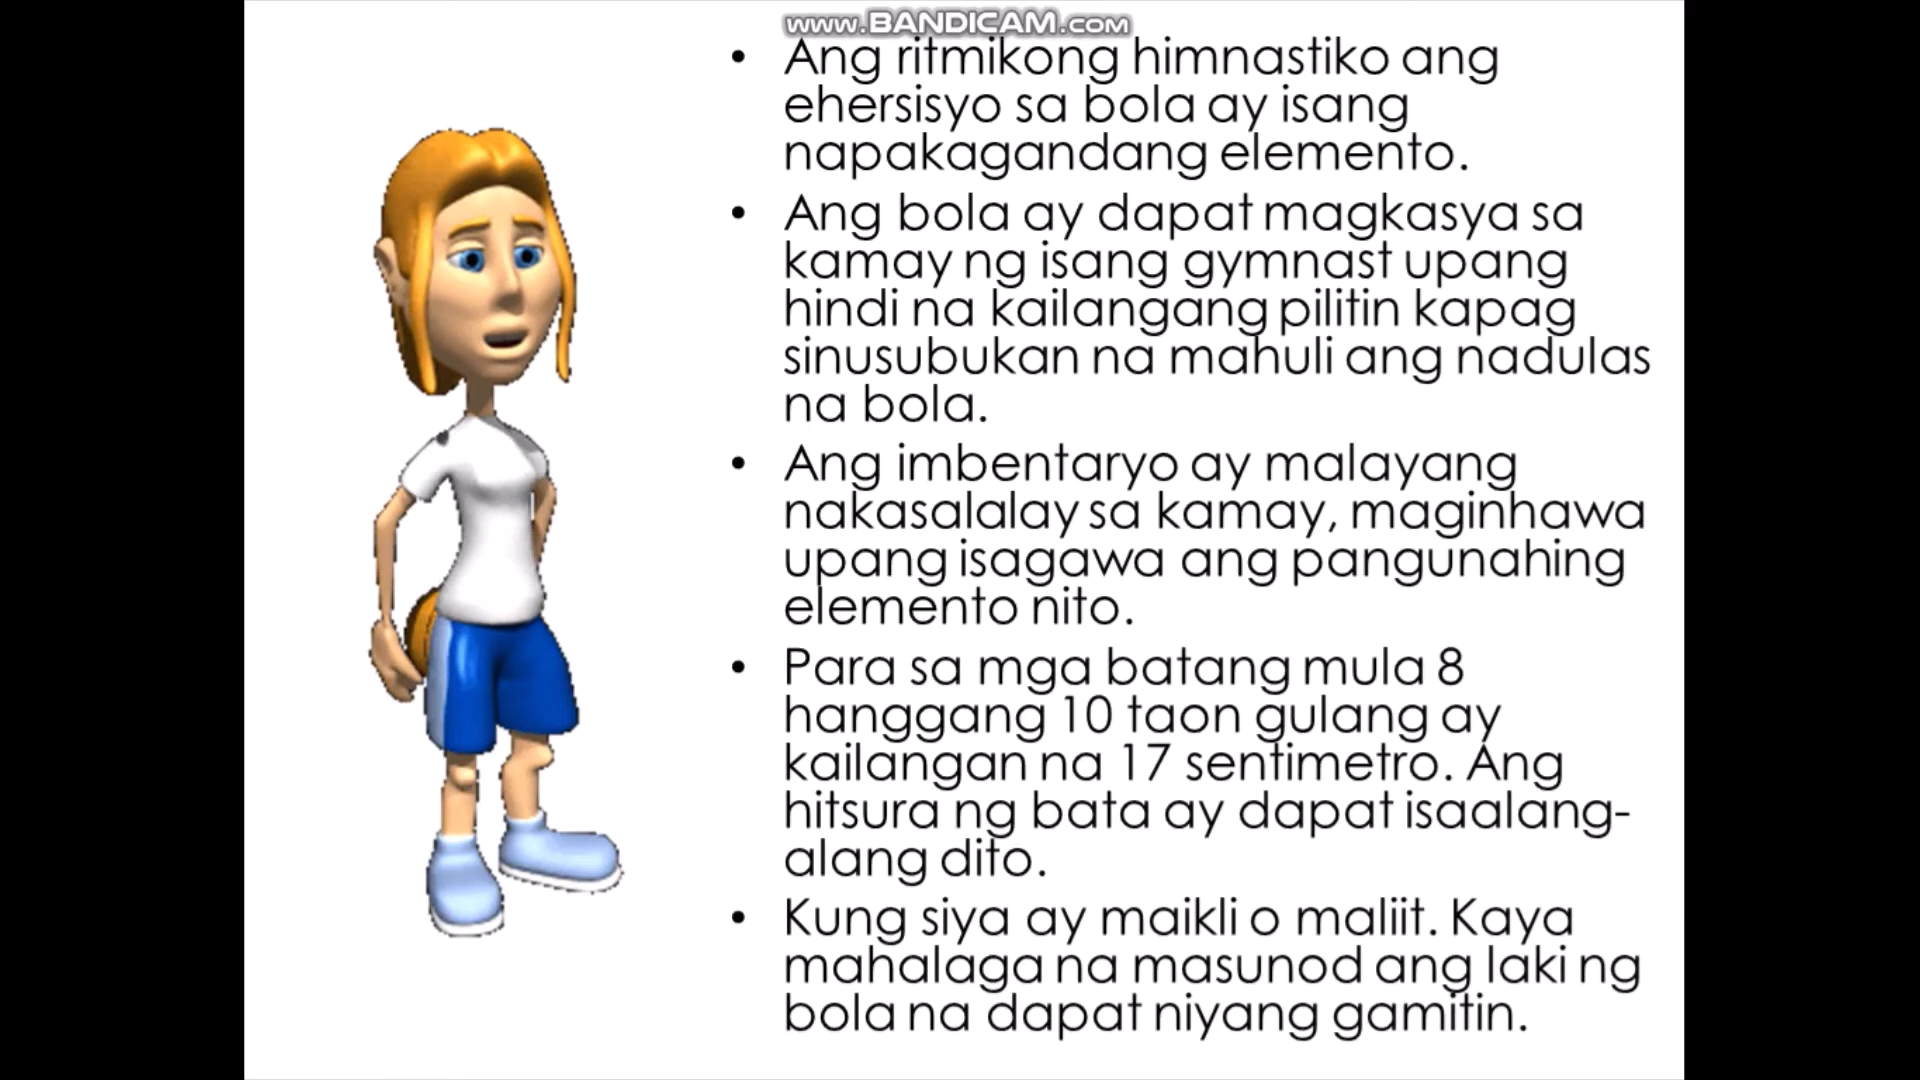 www.BANDICAM.com
• Ang ritmikong himnastiko ang
ehersisyo sa bola ay isang
napakagandang elemento.
• Ang bola ay dapat magkasya sa
kamay ng isang gymnast upang
hindi na kailangang pilitin kapag
sinusubukan na mahuli ang nadulas
na bola.
• Ang imbentaryo ay malayang
nakasalalay sa kamay, maginhawa
upang isagawa ang pangunahing
elemento nito.
• Para sa mga batang mula 8
hanggang 10 taon gulang ay
kailangan na 17 sentimetro. Ang
hitsura ng bata ay dapat isaalang-
alang dito.
• Kung siya ay maikli o maliit. Kaya
mahalaga na masunod ang laki ng
bola na dapat niyang gamitin.